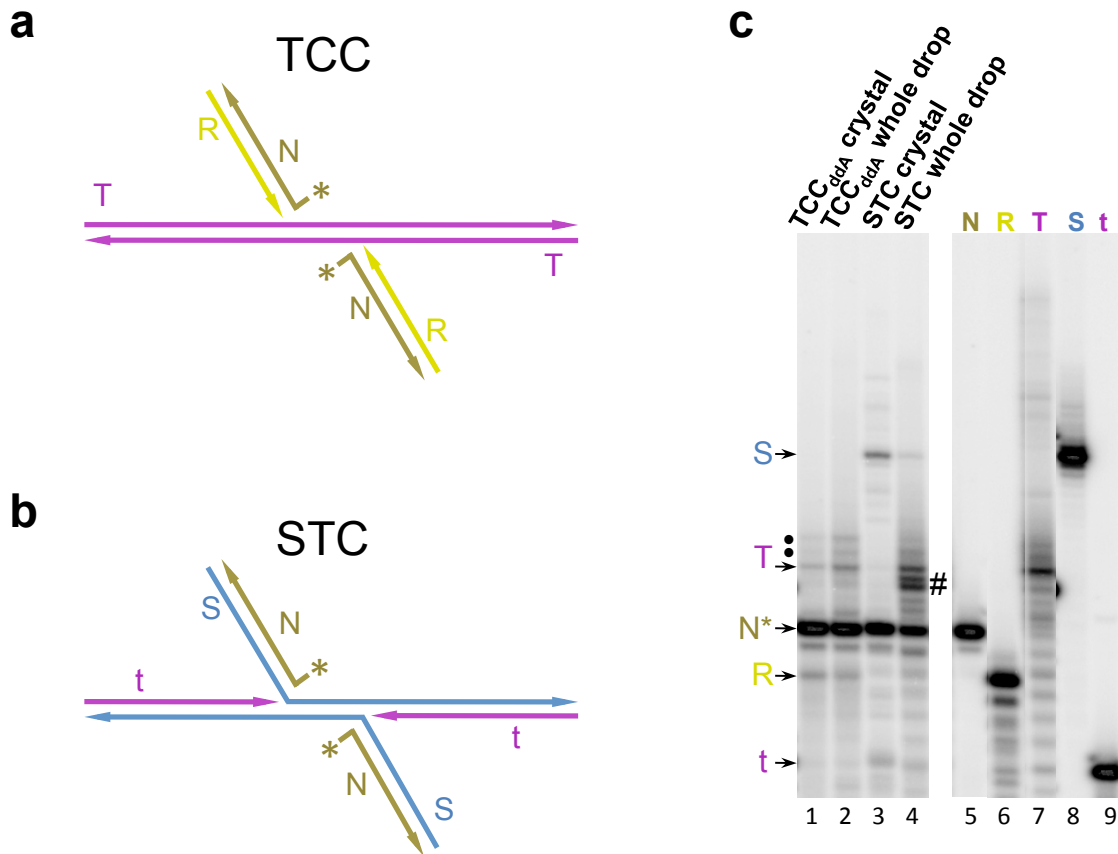 a
TCC
R
N
*
T
T
*
N
R
b
STC
S
N
*
t
t
*
N
S
c
TCCddA crystal
TCCddA whole drop
STC crystal
STC whole drop
N R T S t
S
T
#
N*
R
t
1 2 3 4 5 6 7 8 9